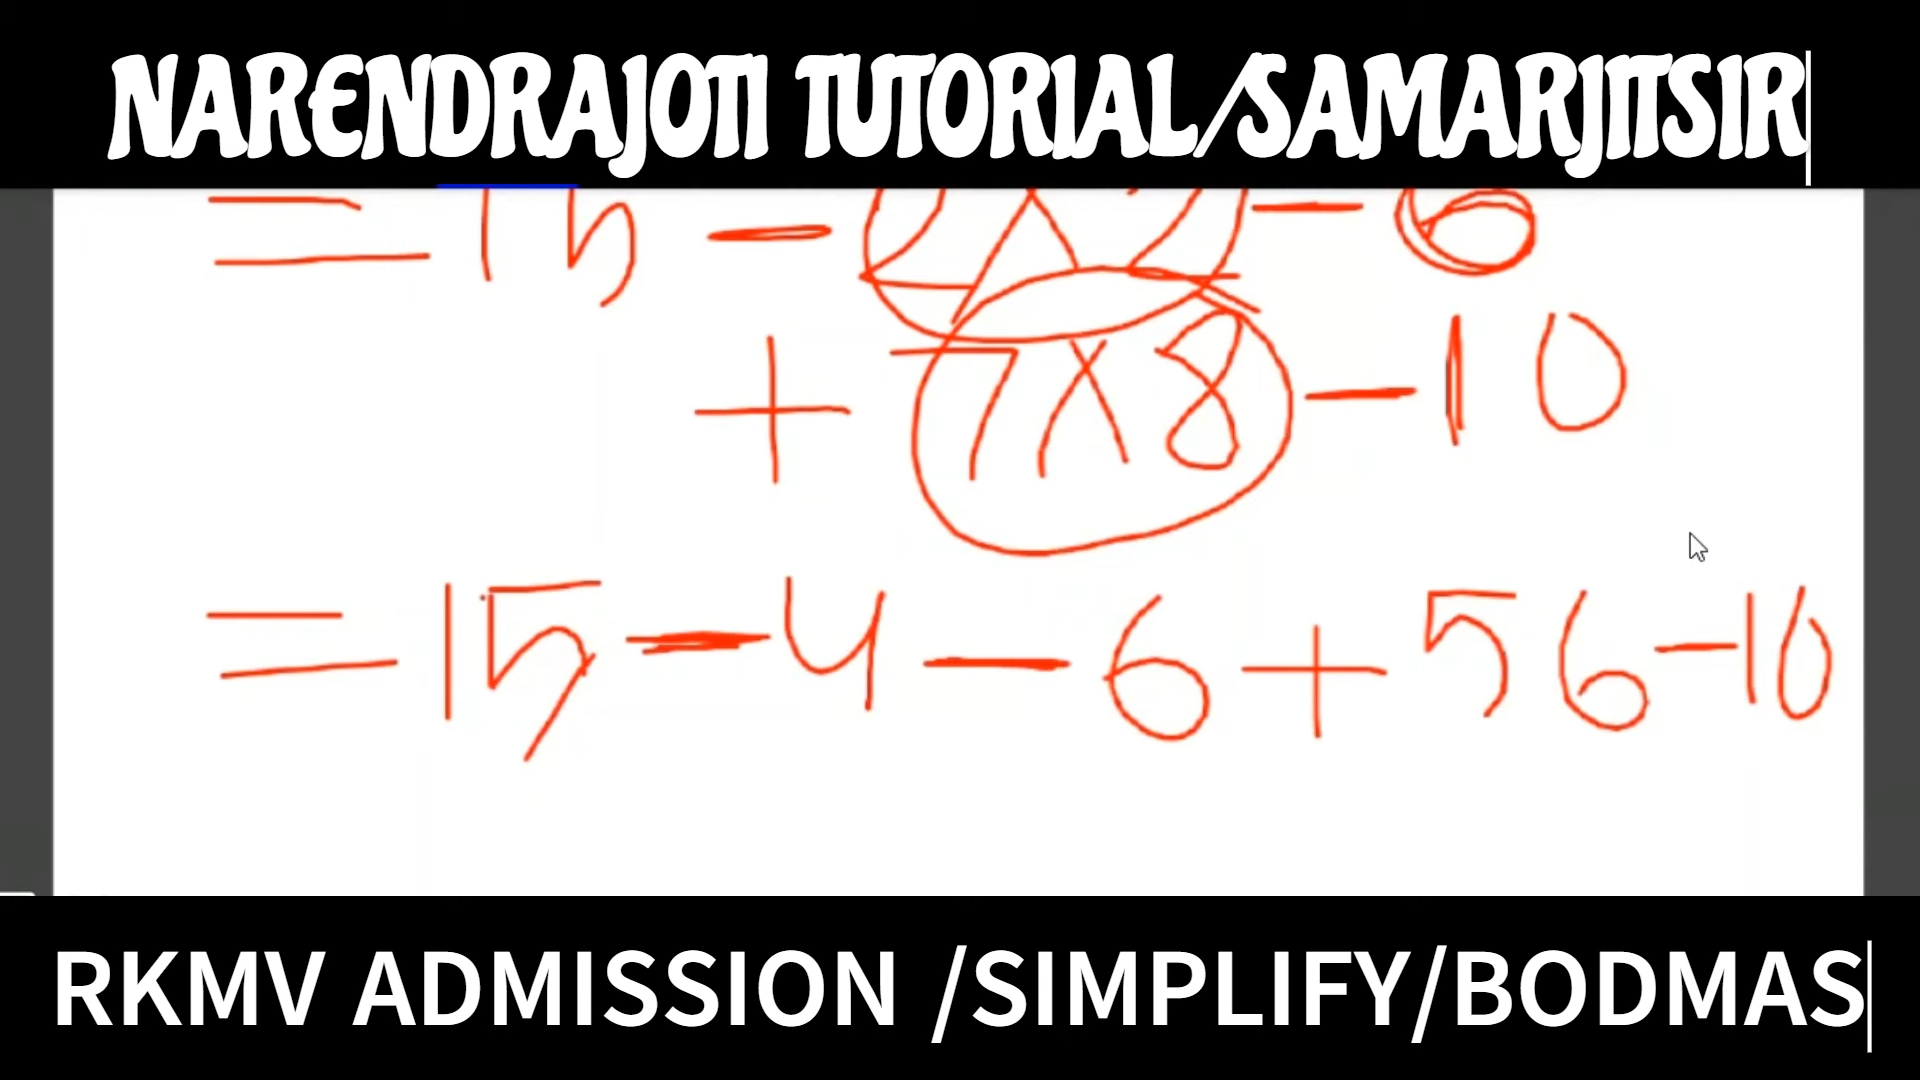 NARENDRAJOTI TUTORIAL/SAMARJITSIR
= 15 - 2×2 - 6
+ 7×8 - 10
= 15 - 4 - 6 + 56 - 10
RKMV ADMISSION /SIMPLIFY/BODMAS